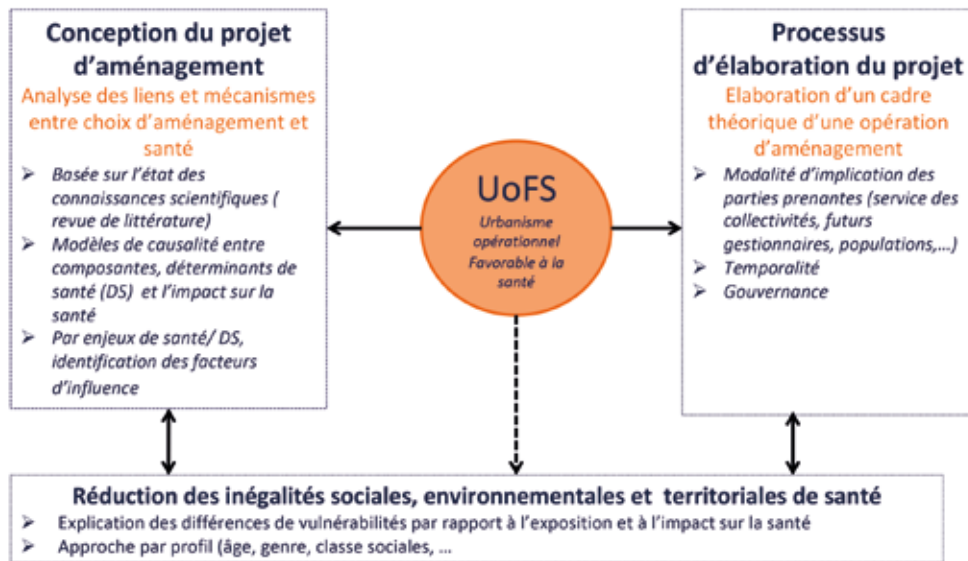 Conception du projet
d'aménagement
Analyse des liens et mécanismes
entre choix d'aménagement et
santé
➢ Basée sur l'état des
connaissances scientifiques (
revue de littérature)
➢ Modèles de causalité entre
composantes, déterminants de
santé (DS) et l'impact sur la
santé
➢ Par enjeux de santé/ DS,
identification des facteurs
d'influence
UoFS
Urbanisme
opérationnel
Favorable à la
santé
Processus
d'élaboration du projet
Elaboration d'un cadre
théorique d'une opération
d'aménagement
➢ Modalité d'implication des
parties prenantes (service des
collectivités, futurs
gestionnaires, populations,…)
➢ Temporalité
➢ Gouvernance
Réduction des inégalités sociales, environnementales et territoriales de santé
➢ Explication des différences de vulnérabilités par rapport à l'exposition et à l'impact sur la santé
➢ Approche par profil (âge, genre, classe sociales, …